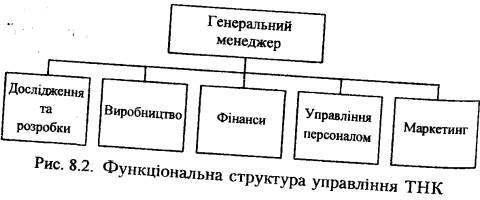 Генеральний
менеджер
Дослідження
та
розробки
Виробництво
Фінанси
Управління
персоналом
Маркетинг
Рис. 8.2. Функціональна структура управління ТНК